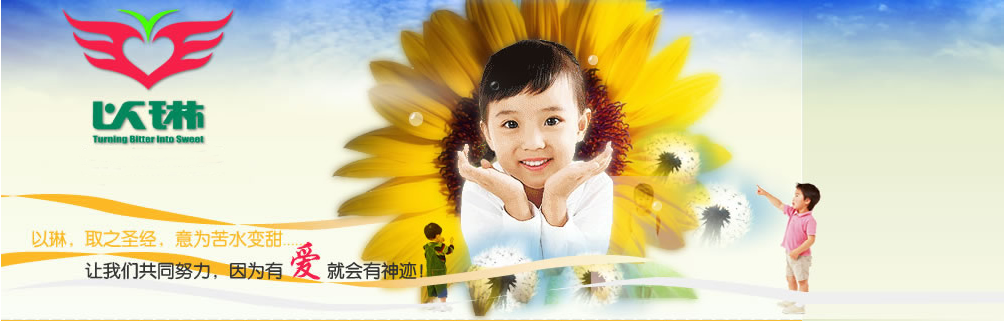 以琳
Turning Bitter Into Sweet
以琳，取之圣经，意为苦水变甜.....
让我们共同努力，因为有 爱 就会有神迹！